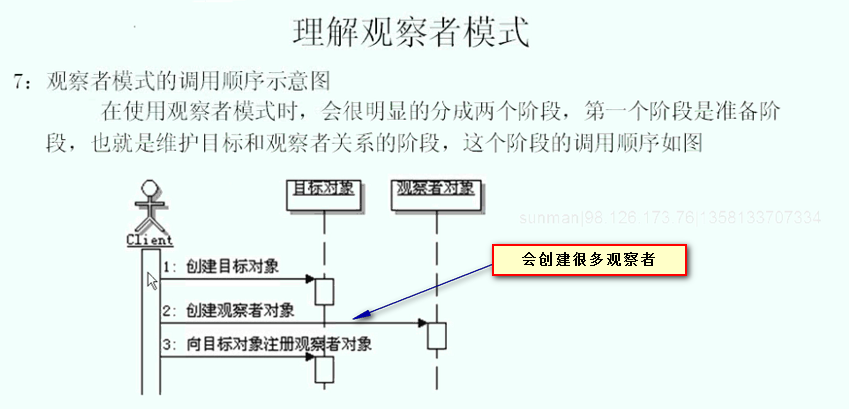 理解观察者模式
7：观察者模式的调用顺序示意图
在使用观察者模式时，会很明显的分成两个阶段，第一个阶段是准备阶
段，也就是维护目标和观察者关系的阶段，这个阶段的调用顺序如图
目标对象
观察者对象
sunman|98.126.173.76|1358133707334
Client
会创建很多观察者
1: 创建目标对象
2: 创建观察者对象
3: 向目标对象注册观察者对象